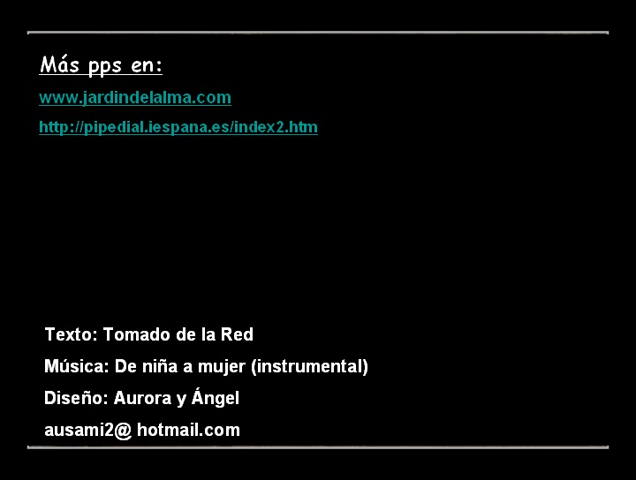 Más pps en:
www.jardindelalma.com
http://pipedial.iespana.es/index2.htm
Texto: Tomado de la Red
Música: De niña a mujer (instrumental)
Diseño: Aurora y Ángel
ausami2@ hotmail.com